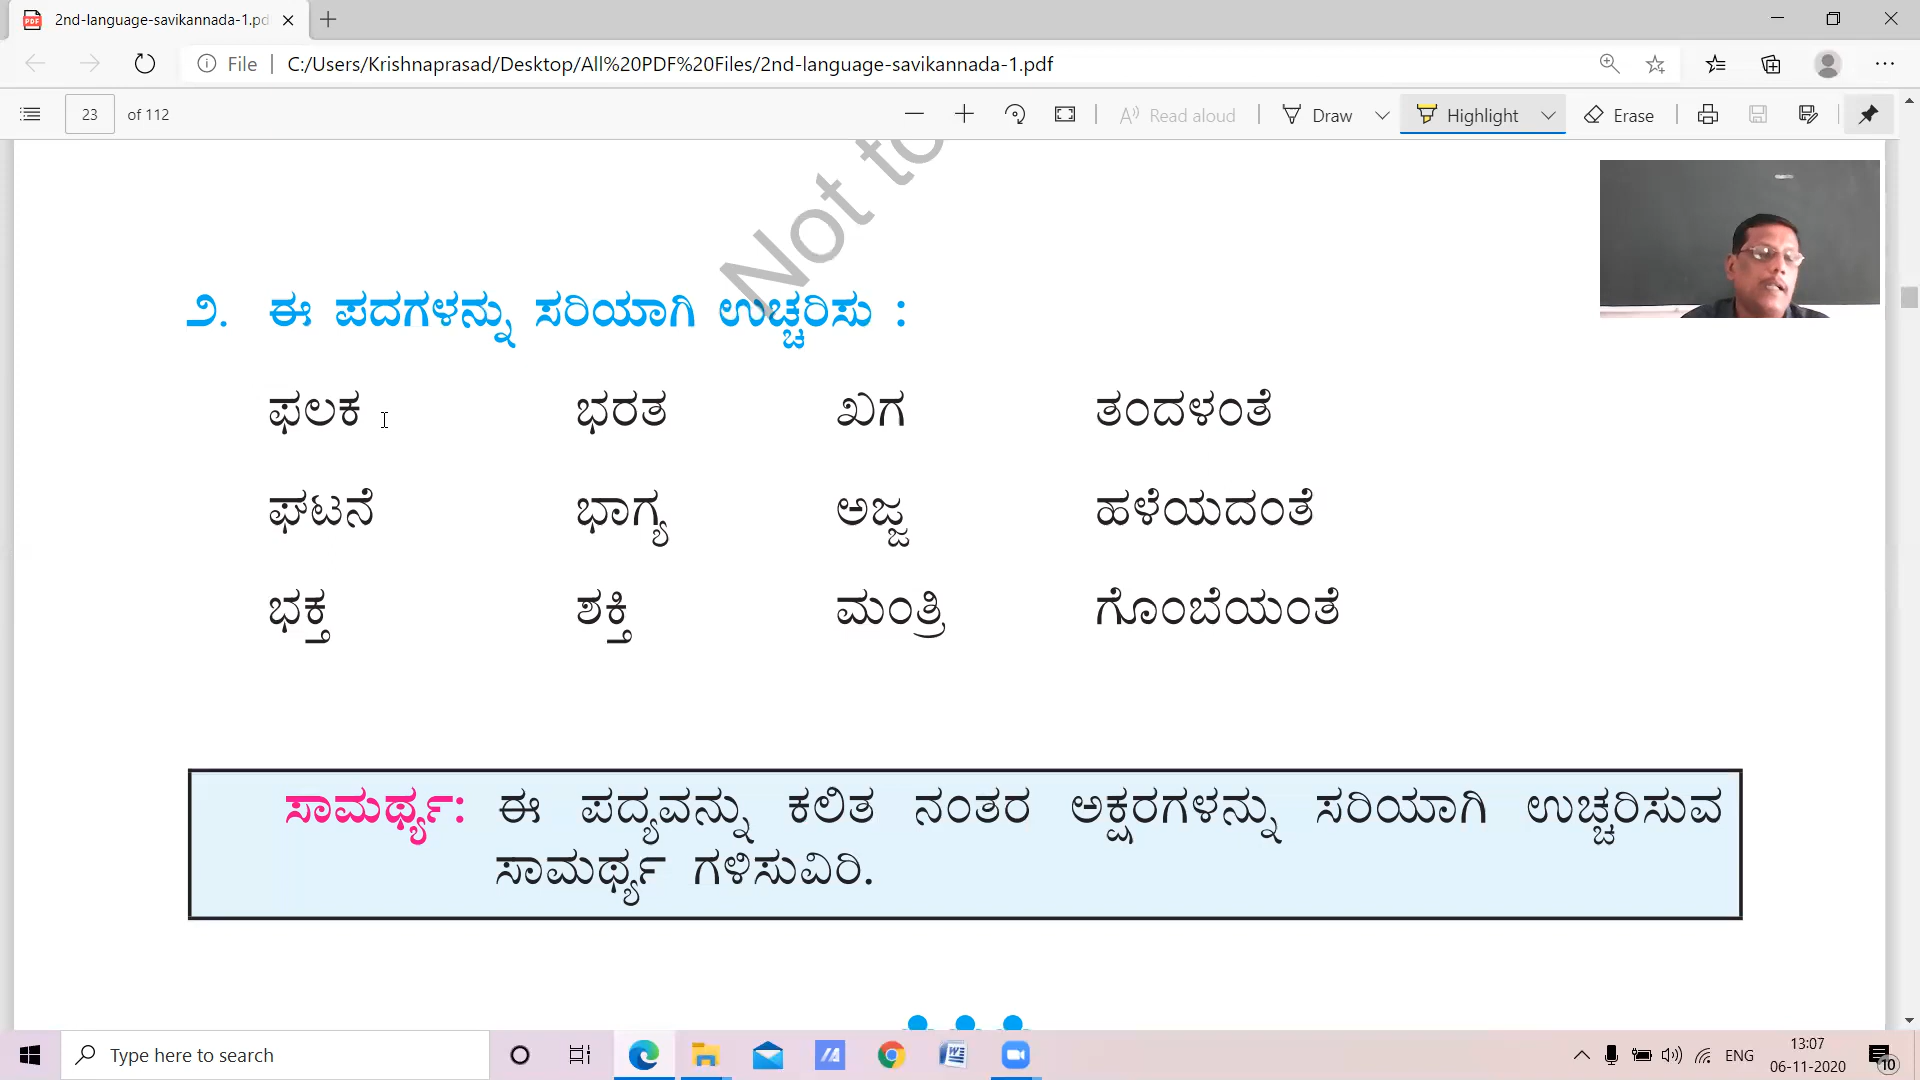 2nd-language-savikannada-1.pd
File
C:/Users/Krishnaprasad/Desktop/All%20PDF%20Files/2nd-language-savikannada-1.pdf
23 of 112 Read aloud Draw Highlight Erase
Not to
೨. ಈ ಪದಗಳನ್ನು ಸರಿಯಾಗಿ ಉಚ್ಚರಿಸು :
ಫಲಕ ಭರತ ಖಗ ತಂದಳಂತೆ
ಘಟನೆ ಭಾಗ್ಯ ಅಜ್ಜ ಹಳೆಯದಂತೆ
ಭಕ್ತ ಶಕ್ತಿ ಮಂತ್ರಿ ಗೊಂಬೆಯಂತೆ
ಸಾಮರ್ಥ್ಯ: ಈ ಪದ್ಯವನ್ನು ಕಲಿತ ನಂತರ ಅಕ್ಷರಗಳನ್ನು ಸರಿಯಾಗಿ ಉಚ್ಚರಿಸುವ
ಸಾಮರ್ಥ್ಯ ಗಳಿಸುವಿರಿ.
Type here to search
ENG
13:07
06-11-2020
10